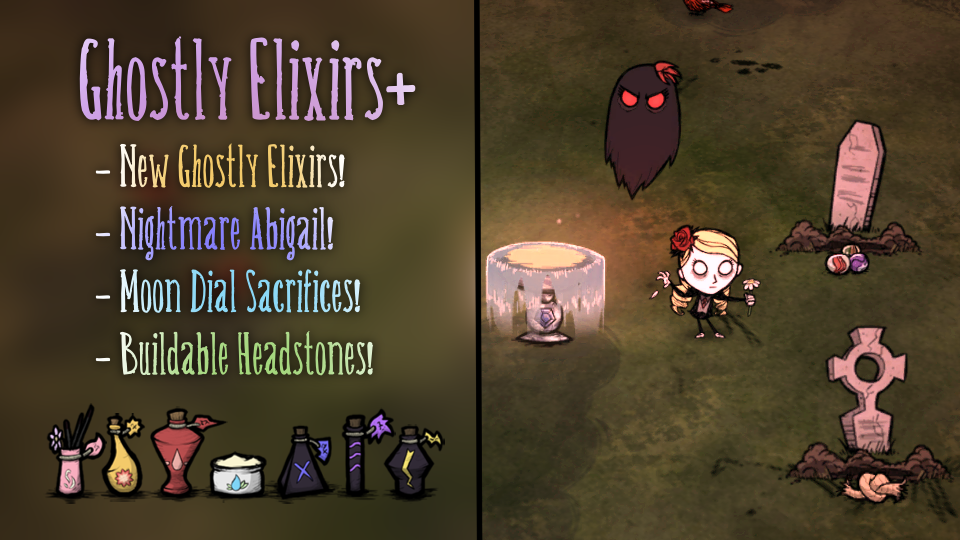 Ghostly Elixirs+
- New Ghostly Elixirs!
- Nightmare Abigail!
- Moon Dial Sacrifices!
- Buildable Headstones!